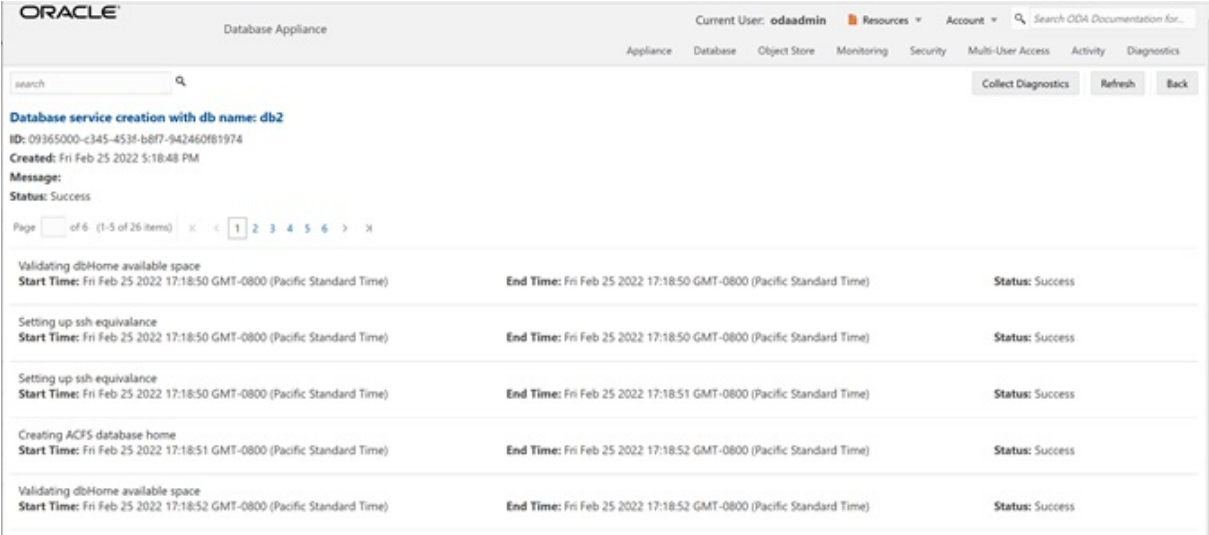 ORACLE
Database Appliance
Current User: odaadmin Resources Account Search ODA Documentation for...
Appliance Database Object Store Monitoring Security Multi-User Access Activity Diagnostics
search Collect Diagnostics Refresh Back
Database service creation with db name: db2
ID: 09365000-c345-453f-b8f7-942460f81974
Created: Fri Feb 25 2022 5:18:48 PM
Message:
Status: Success
Page of 6 (1-5 of 26 items) 1 2 3 4 5 6
Validating dbHome available space
Start Time: Fri Feb 25 2022 17:18:50 GMT-0800 (Pacific Standard Time) End Time: Fri Feb 25 2022 17:18:50 GMT-0800 (Pacific Standard Time) Status: Success
Setting up ssh equivalance
Start Time: Fri Feb 25 2022 17:18:50 GMT-0800 (Pacific Standard Time) End Time: Fri Feb 25 2022 17:18:50 GMT-0800 (Pacific Standard Time) Status: Success
Setting up ssh equivalance
Start Time: Fri Feb 25 2022 17:18:50 GMT-0800 (Pacific Standard Time) End Time: Fri Feb 25 2022 17:18:51 GMT-0800 (Pacific Standard Time) Status: Success
Creating ACFS database home
Start Time: Fri Feb 25 2022 17:18:51 GMT-0800 (Pacific Standard Time) End Time: Fri Feb 25 2022 17:18:52 GMT-0800 (Pacific Standard Time) Status: Success
Validating dbHome available space
Start Time: Fri Feb 25 2022 17:18:52 GMT-0800 (Pacific Standard Time) End Time: Fri Feb 25 2022 17:18:52 GMT-0800 (Pacific Standard Time) Status: Success